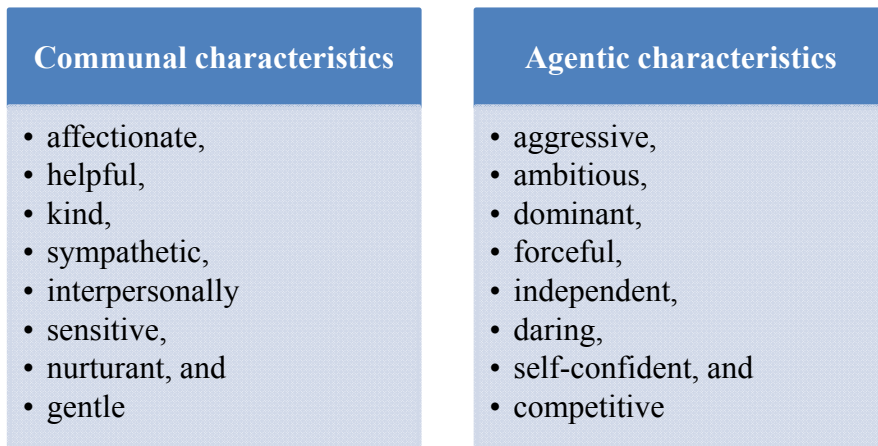 Communal characteristics
• affectionate,
• helpful,
• kind,
• sympathetic,
• interpersonally
• sensitive,
• nurturant, and
• gentle
Agentic characteristics
• aggressive,
• ambitious,
• dominant,
• forceful,
• independent,
• daring,
• self-confident, and
• competitive